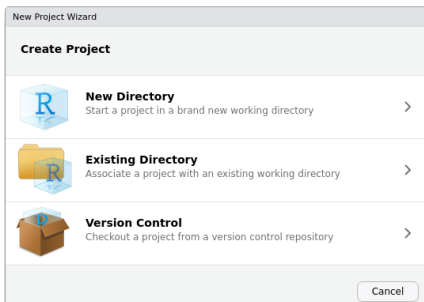 New Project Wizard
Create Project
New Directory
Start a project in a brand new working directory
Existing Directory
Associate a project with an existing working directory
Version Control
Checkout a project from a version control repository
Cancel